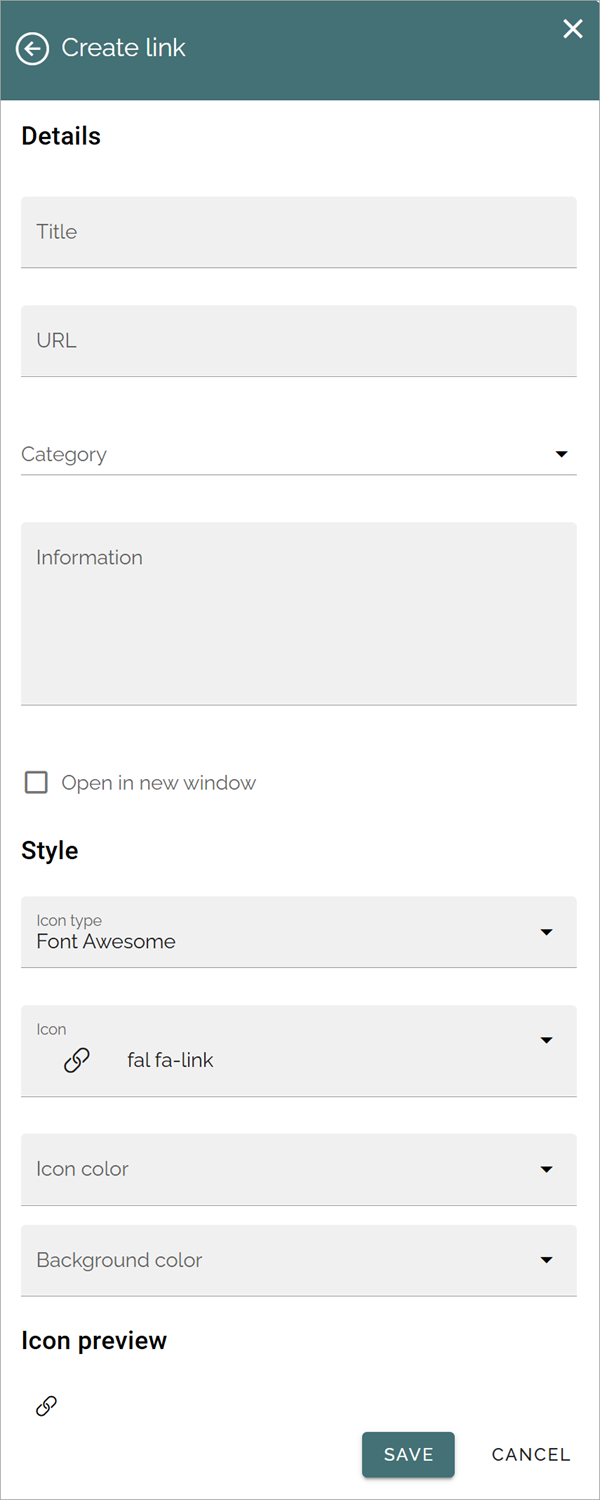 Create link
Details
Title
URL
Category
Information
Open in new window
Style
Icon type
Font Awesome
Icon
fal fa-link
Icon color
Background color
Icon preview
SAVE CANCEL